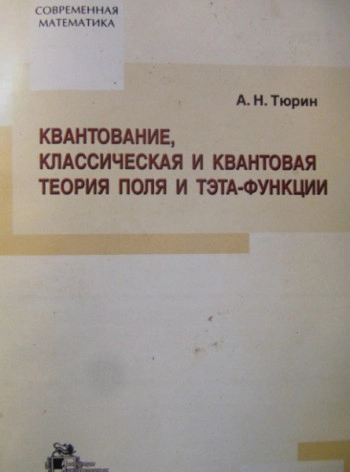 СОВРЕМЕННАЯ
МАТЕМАТИКА
А. Н. Тюрин
КВАНТОВАНИЕ,
КЛАССИЧЕСКАЯ И КВАНТОВАЯ
ТЕОРИЯ ПОЛЯ И ТЭТА-ФУНКЦИИ